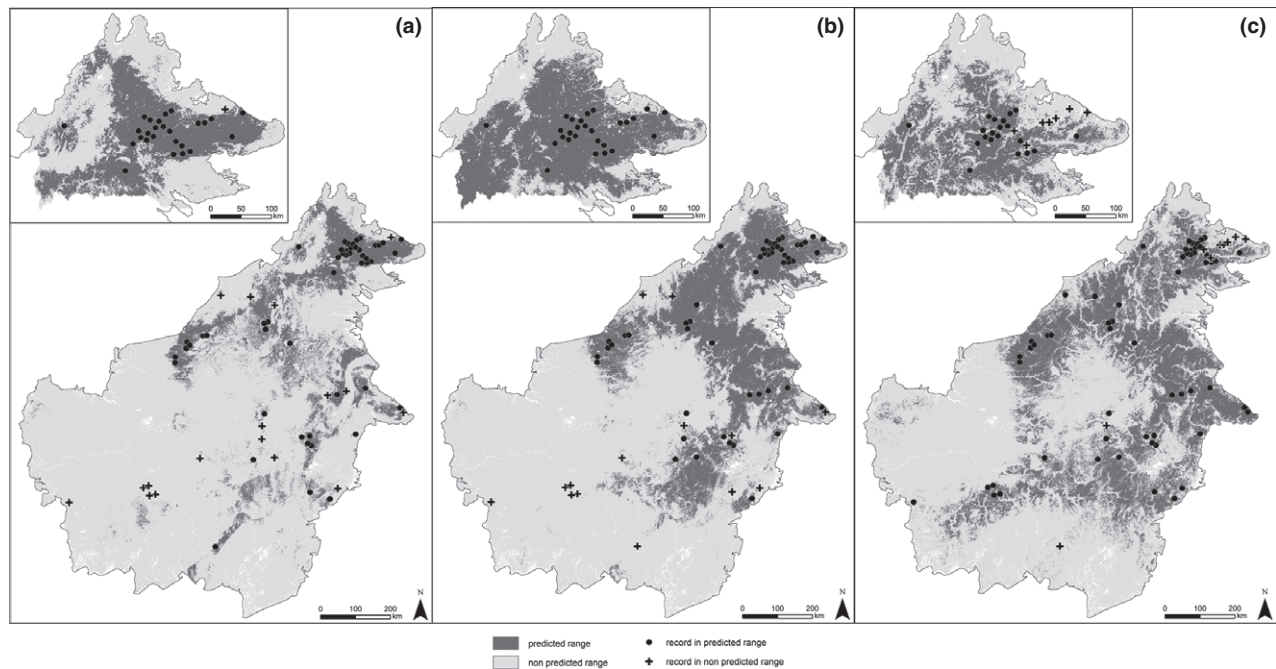 (a)
(b)
(c)
0 50 100
km
0 50 100
km
0 50 100
km
N
0 100 200
km
N
0 100 200
km
N
0 100 200
km
predicted range
record in predicted range
non predicted range
record in non predicted range